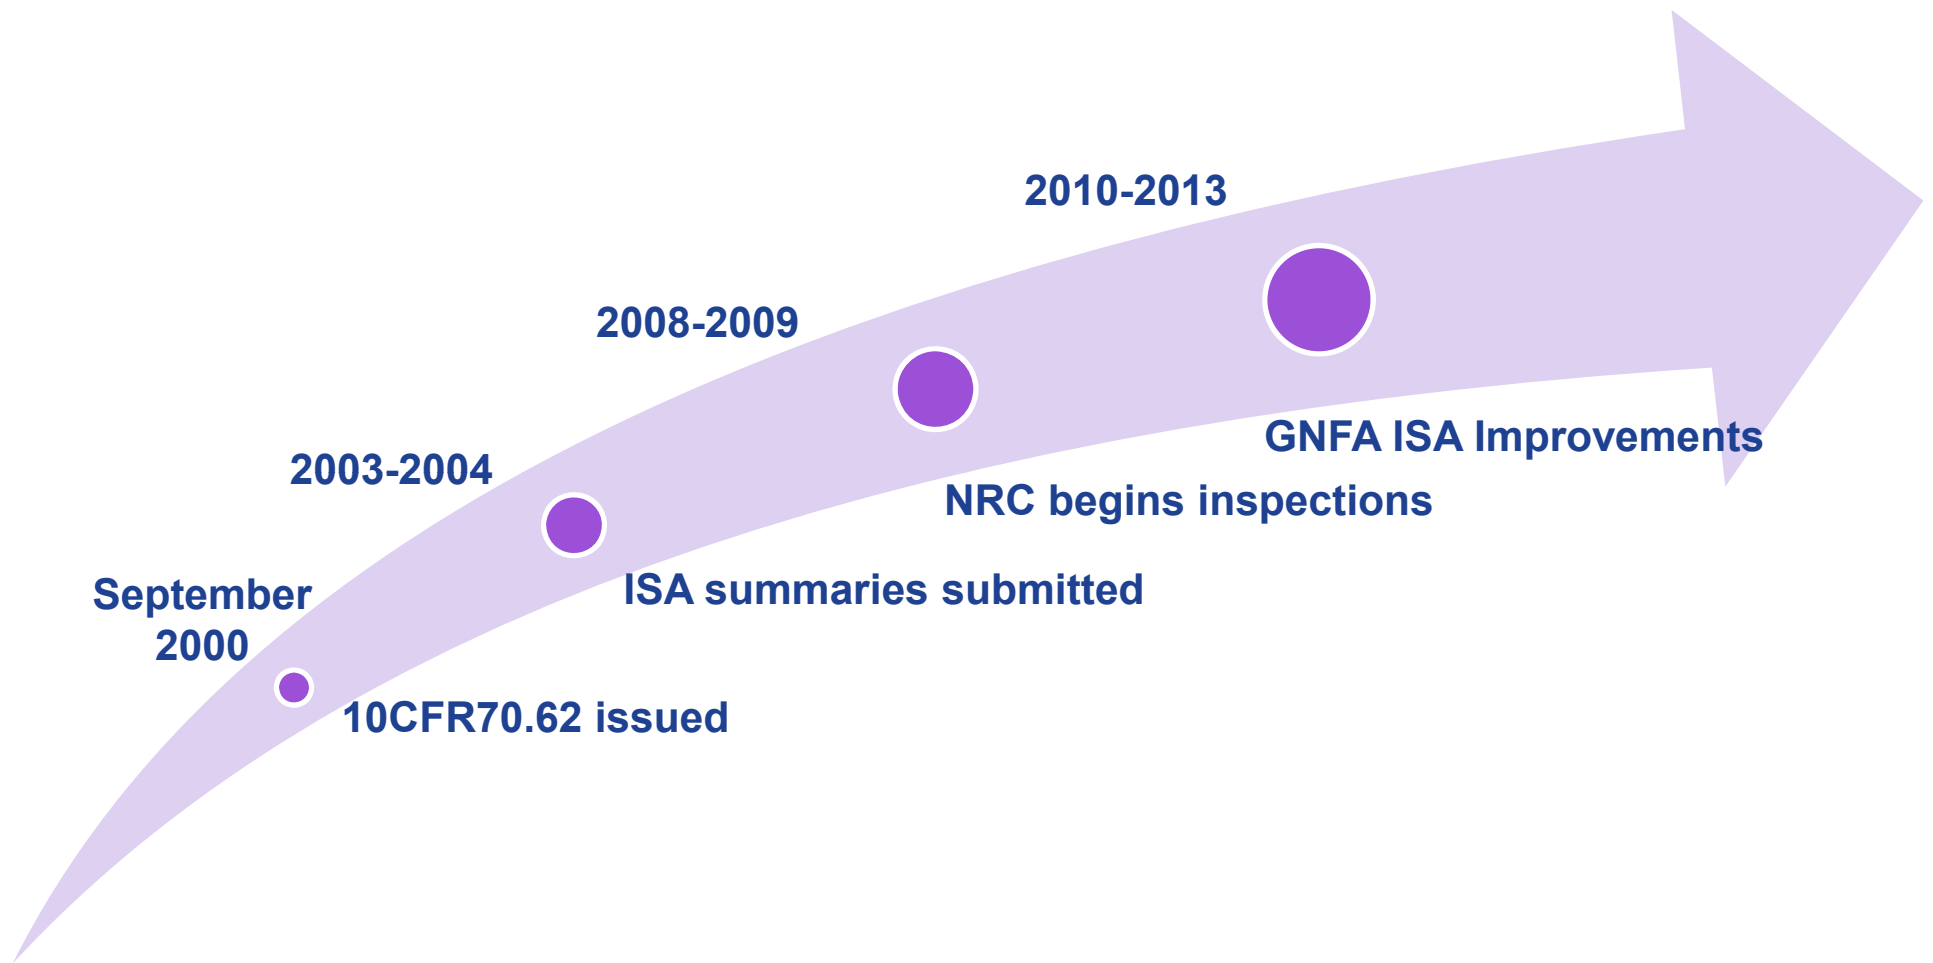 September
2000
10CFR70.62 issued
2003-2004
ISA summaries submitted
2008-2009
NRC begins inspections
2010-2013
GNFA ISA Improvements